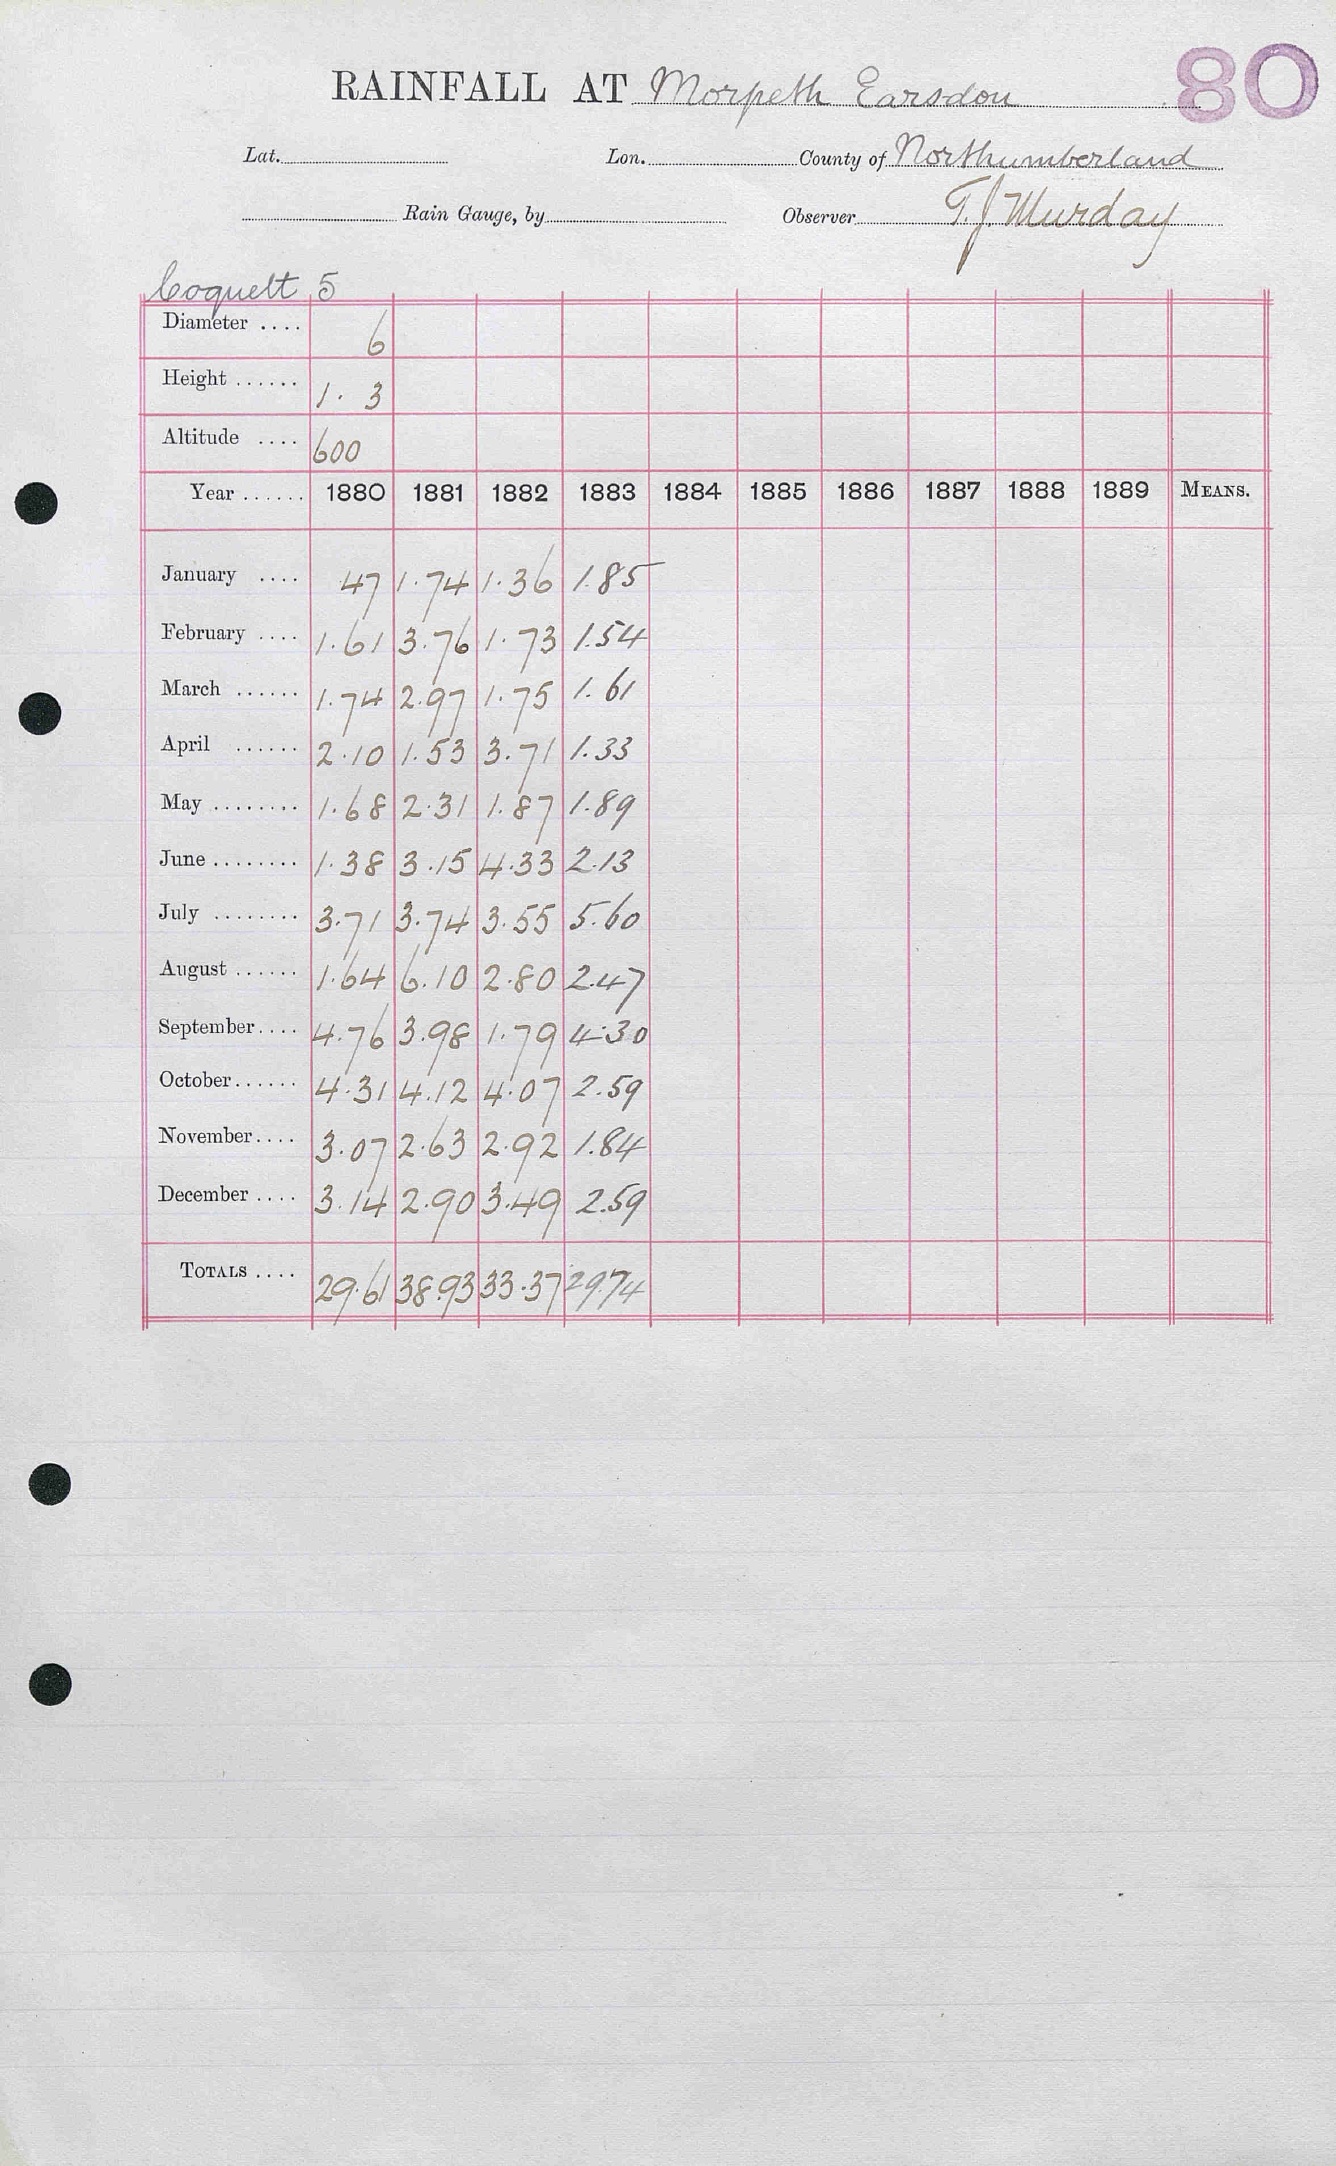 80
RAINFALL AT Morpeth Earsdon
Lat. Lon. County of Northumberland
Rain Gauge, by Observer T. J. Murday
Coquett 5
Diameter .... 6
Height ...... 1. 3
Altitude .... 600
Year ...... 1880 1881 1882 1883 1884 1885 1886 1887 1888 1889 MEANS.
January .... 47 1.74 1.36 1.85
February .... 1.61 3.76 1.73 1.54
March ...... 1.74 2.97 1.75 1.61
April ...... 2.10 1.53 3.71 1.33
May ........ 1.68 2.31 1.87 1.89
June ........ 1.38 3.15 4.33 2.13
July ........ 3.71 3.74 3.55 5.60
August ...... 1.64 6.10 2.80 2.47
September .... 4.76 3.98 1.79 4.30
October ...... 4.31 4.12 4.07 2.59
November .... 3.07 2.63 2.92 1.84
December .... 3.14 2.90 3.49 2.59
TOTALS .... 29.61 38.93 33.37 29.74